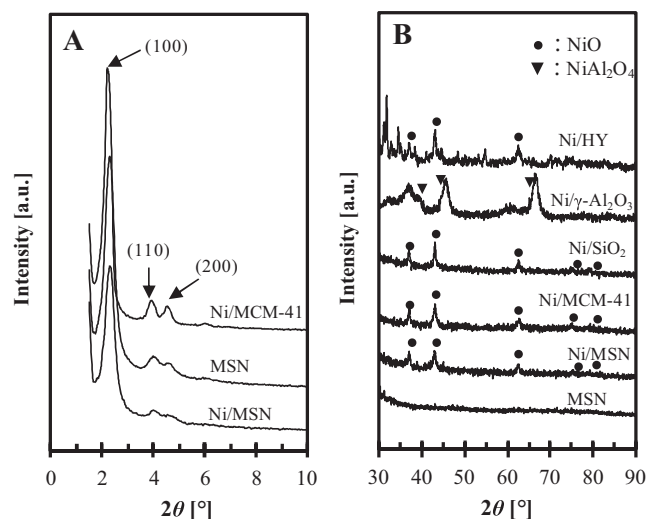 A
(100)
(110)
(200)
Ni/MCM-41
MSN
Ni/MSN
Intensity [a.u.]
0 2 4 6 8 10
2θ [°]
B
● : NiO
▼ : NiAl2O4
Ni/HY
Ni/γ-Al2O3
Ni/SiO2
Ni/MCM-41
Ni/MSN
MSN
Intensity [a.u.]
30 40 50 60 70 80 90
2θ [°]